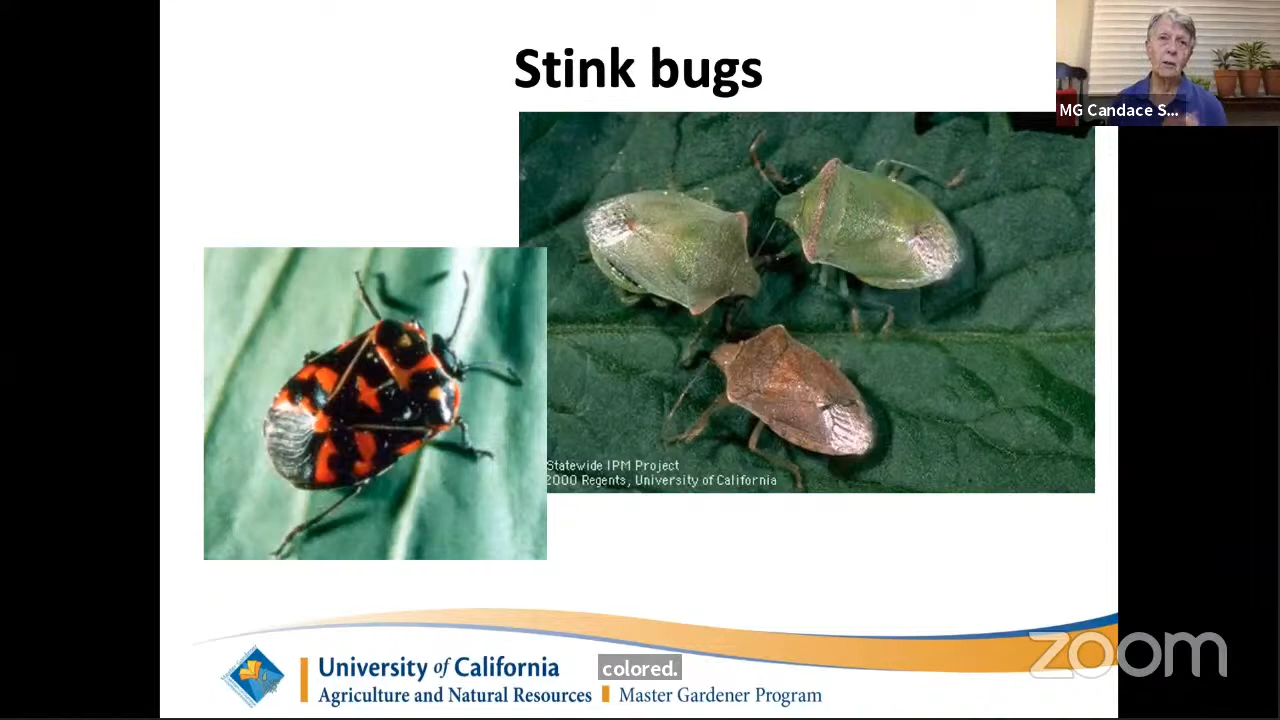 Stink bugs
MG Candace S...
Statewide IPM Project
2000 Regents, University of California
colored.
University of California
Agriculture and Natural Resources Master Gardener Program
zoom